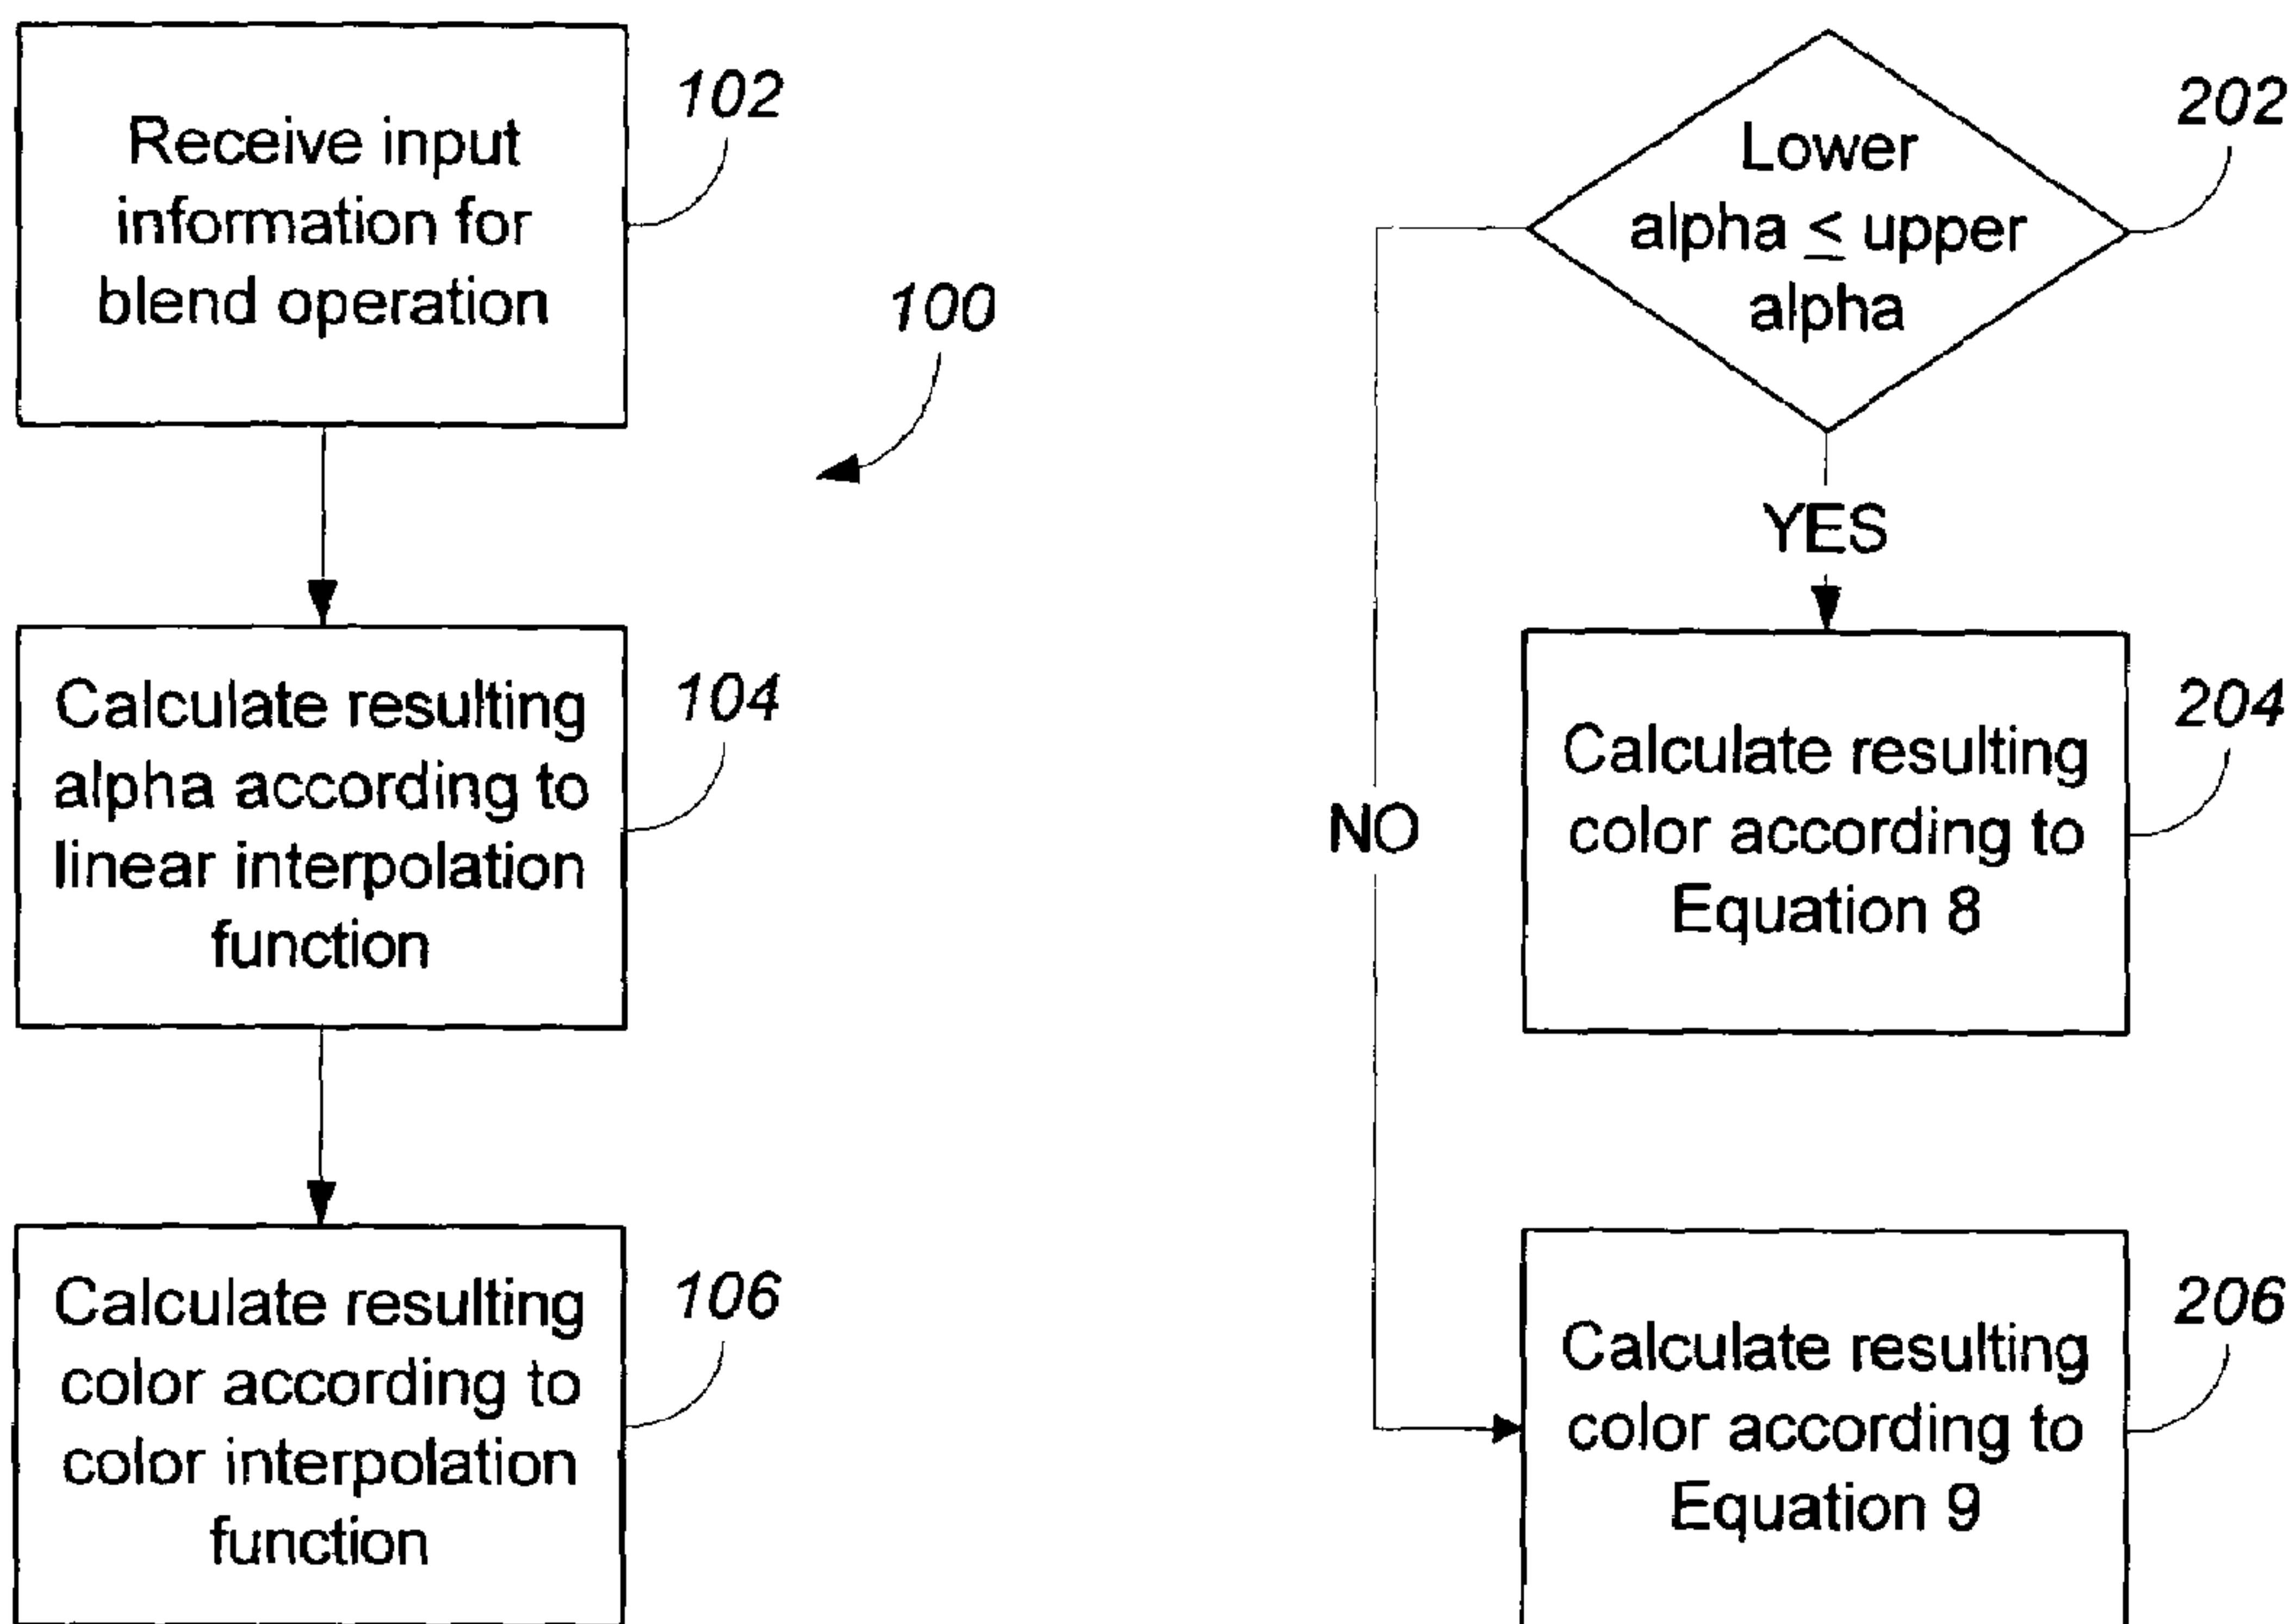 Receive input
information for
blend operation
102
100
Calculate resulting
alpha according to
linear interpolation
function
104
Calculate resulting
color according to
color interpolation
function
106
Lower
alpha ≤ upper
alpha
202
YES
NO
Calculate resulting
color according to
Equation 8
204
Calculate resulting
color according to
Equation 9
206